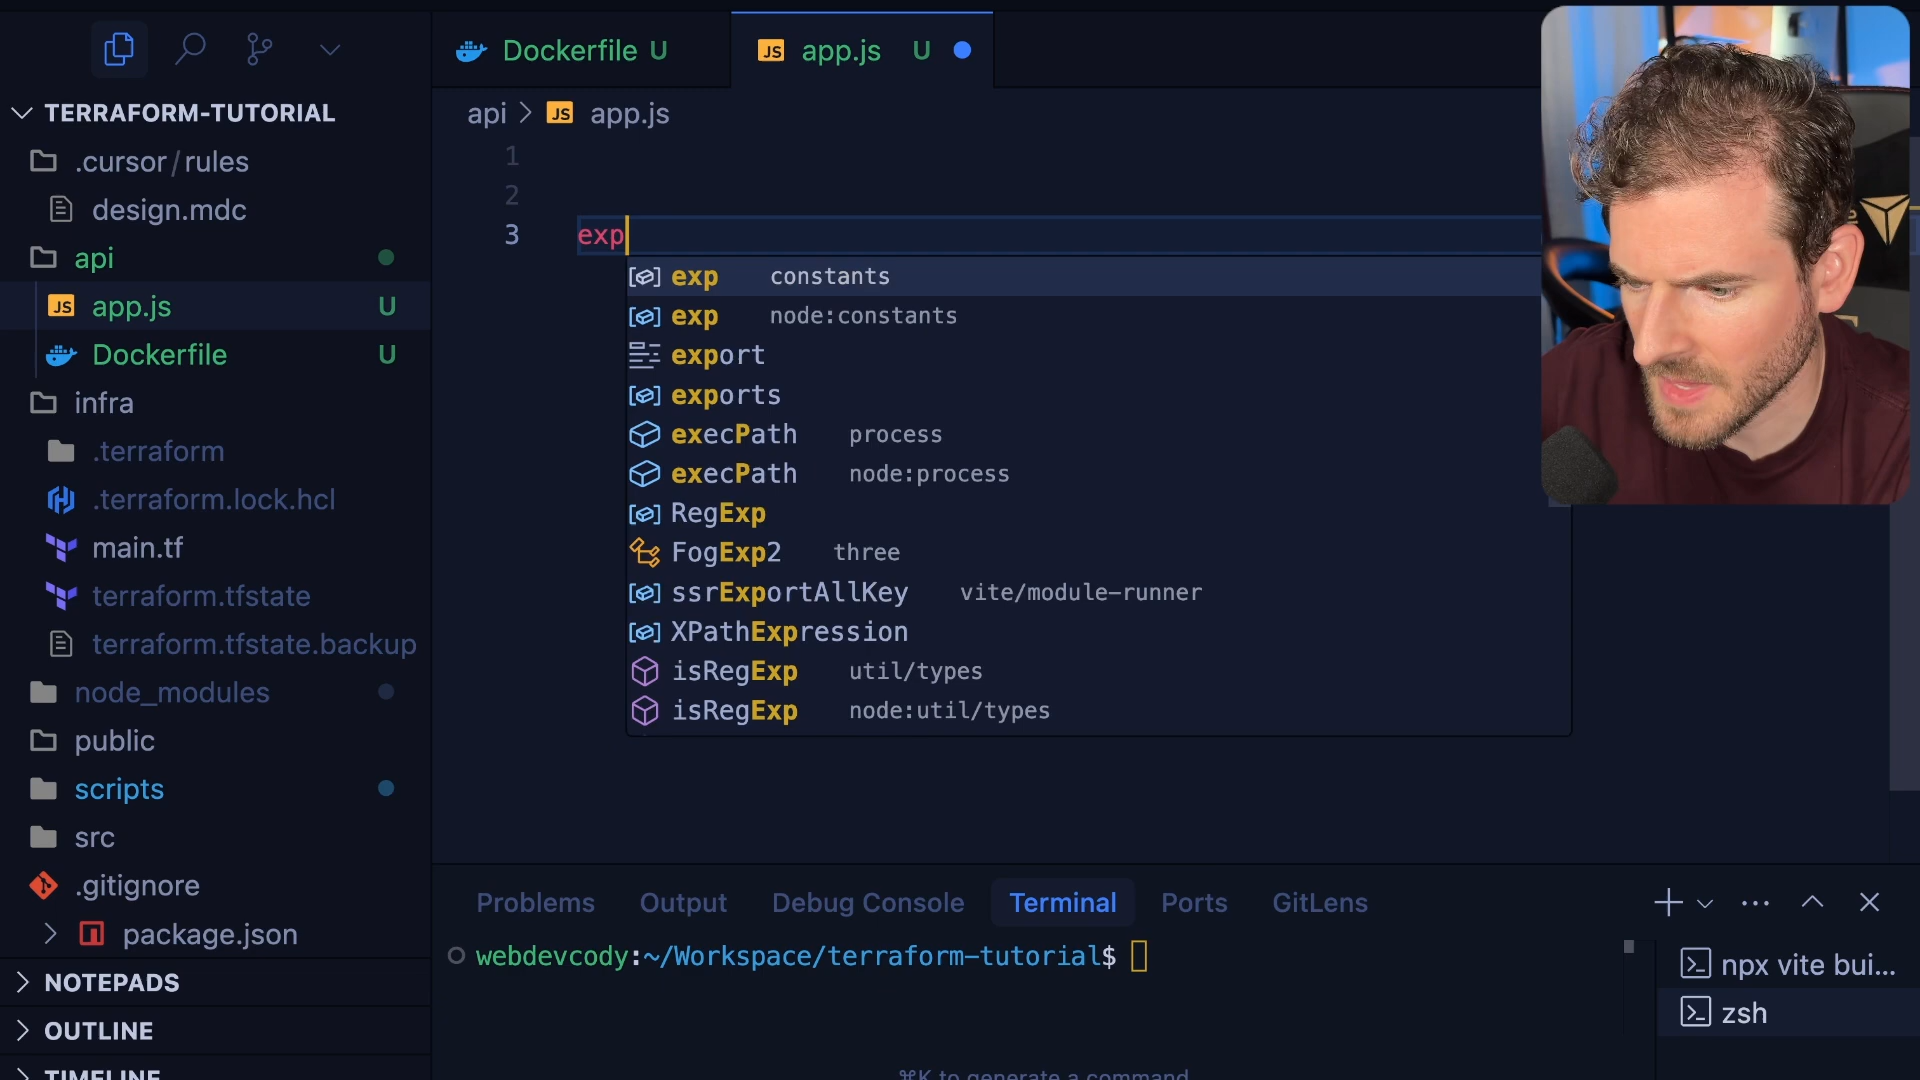 Dockerfile U
JS app.js U
TERRAFORM-TUTORIAL
api > JS app.js
.cursor/rules
design.mdc
api
JS app.js U
Dockerfile U
infra
.terraform
.terraform.lock.hcl
main.tf
terraform.tfstate
terraform.tfstate.backup
node_modules
public
scripts
src
.gitignore
package.json
NOTEPADS
OUTLINE
TIMELINE
1
2
3 exp
exp constants
exp node:constants
export
exports
execPath process
execPath node:process
RegExp
FogExp2 three
ssrExportAllKey vite/module-runner
XPathExpression
isRegExp util/types
isRegExp node:util/types
Problems Output Debug Console Terminal Ports GitLens
webdevcody:~/Workspace/terraform-tutorial$
npx vite bui...
zsh
⌘K to generate a command